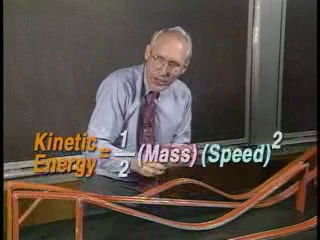 Kinetic Energy = 1/2 (Mass) (Speed)²